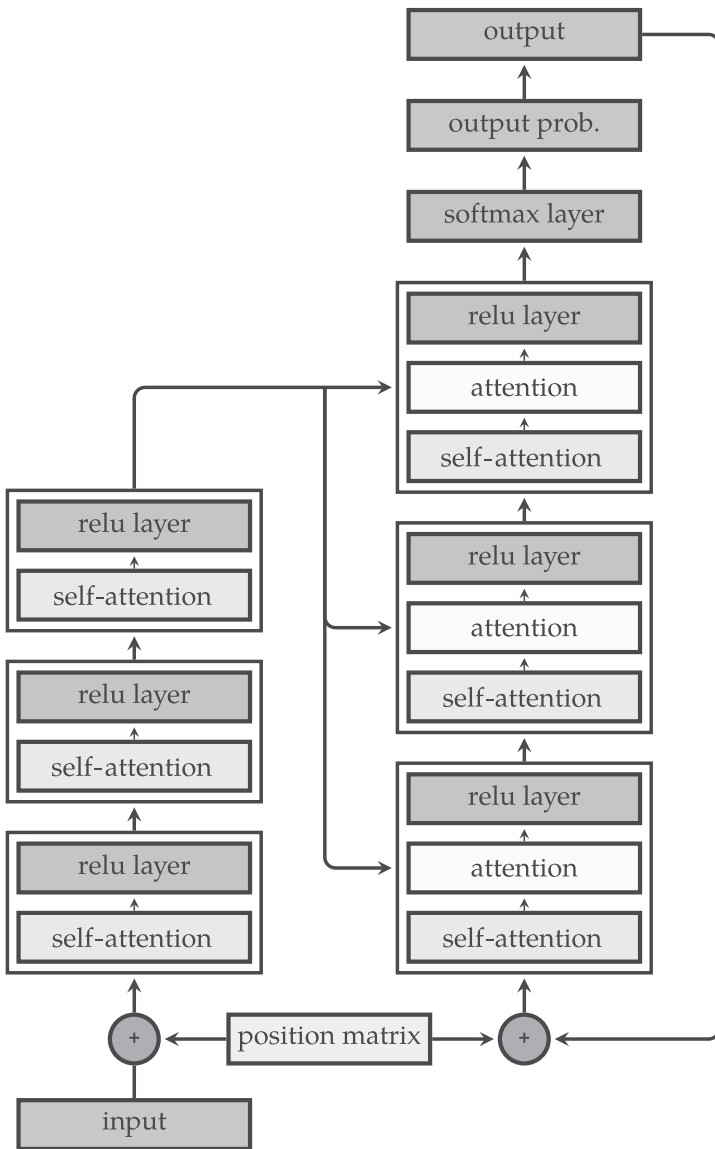 output
output prob.
softmax layer
relu layer
attention
self-attention
relu layer
attention
self-attention
relu layer
attention
self-attention
relu layer
self-attention
relu layer
self-attention
relu layer
self-attention
+
position matrix
+
input